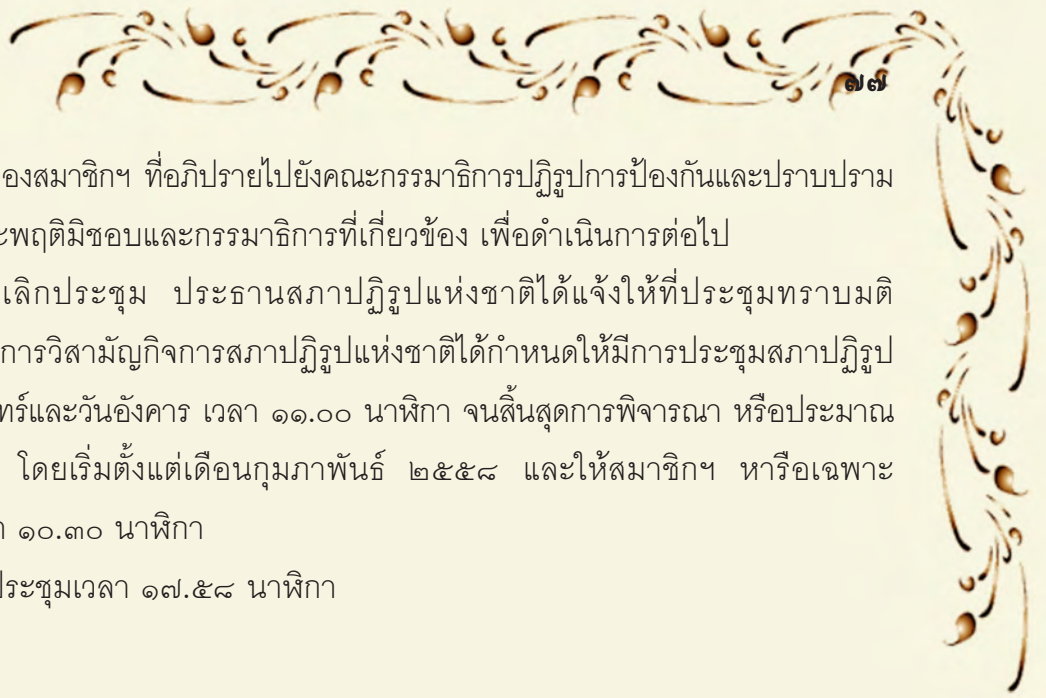 ๗๗
องสมาชิกฯ ที่อภิปรายไปยังคณะกรรมาธิการปฏิรูปการป้องกันและปราบปราม
ะพฤติมิชอบและกรรมาธิการที่เกี่ยวข้อง เพื่อดำเนินการต่อไป
เลิกประชุม ประธานสภาปฏิรูปแห่งชาติได้แจ้งให้ที่ประชุมทราบมติ
การวิสามัญกิจการสภาปฏิรูปแห่งชาติได้กำหนดให้มีการประชุมสภาปฏิรูป
ทร์และวันอังคาร เวลา ๑๑.๐๐ นาฬิกา จนสิ้นสุดการพิจารณา หรือประมาณ
โดยเริ่มตั้งแต่เดือนกุมภาพันธ์ ๒๕๕๘ และให้สมาชิกฯ หารือเฉพาะ
า ๑๐.๓๐ นาฬิกา
ประชุมเวลา ๑๗.๕๘ นาฬิกา